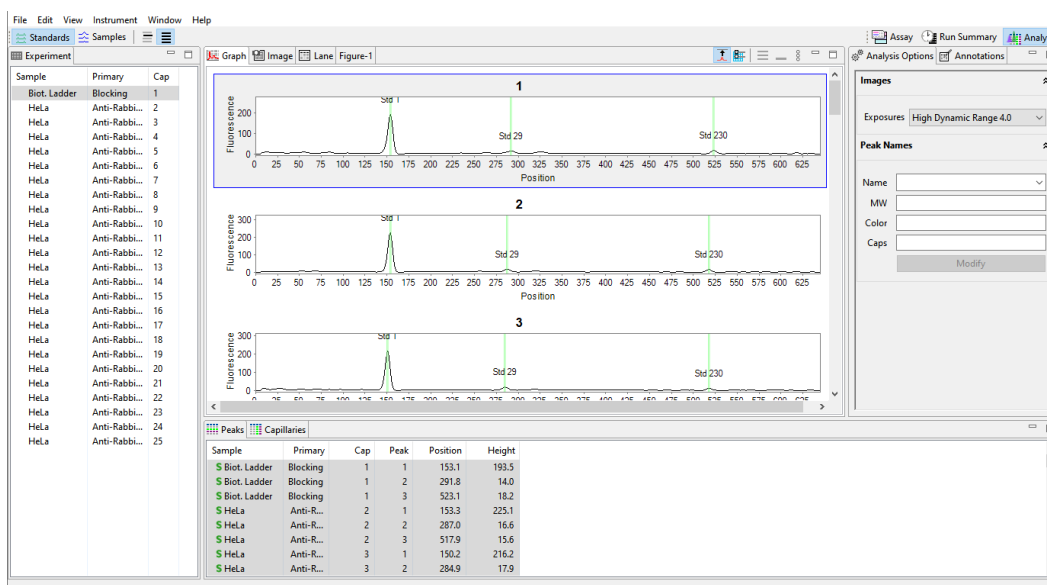 File Edit View Instrument Window Help
Standards Samples Assay Run Summary Analy
Experiment
Sample Primary Cap
Biot. Ladder Blocking 1
HeLa Anti-Rabbi... 2
HeLa Anti-Rabbi... 3
HeLa Anti-Rabbi... 4
HeLa Anti-Rabbi... 5
HeLa Anti-Rabbi... 6
HeLa Anti-Rabbi... 7
HeLa Anti-Rabbi... 8
HeLa Anti-Rabbi... 9
HeLa Anti-Rabbi... 10
HeLa Anti-Rabbi... 11
HeLa Anti-Rabbi... 12
HeLa Anti-Rabbi... 13
HeLa Anti-Rabbi... 14
HeLa Anti-Rabbi... 15
HeLa Anti-Rabbi... 16
HeLa Anti-Rabbi... 17
HeLa Anti-Rabbi... 18
HeLa Anti-Rabbi... 19
HeLa Anti-Rabbi... 20
HeLa Anti-Rabbi... 21
HeLa Anti-Rabbi... 22
HeLa Anti-Rabbi... 23
HeLa Anti-Rabbi... 24
HeLa Anti-Rabbi... 25
Graph Image Lane Figure-1
1
Fluorescence
200
100
0
Std 1
Std 29
Std 230
0 25 50 75 100 125 150 175 200 225 250 275 300 325 350 375 400 425 450 475 500 525 550 575 600 625
Position
2
Fluorescence
300
200
100
0
Std 1
Std 29
Std 230
0 25 50 75 100 125 150 175 200 225 250 275 300 325 350 375 400 425 450 475 500 525 550 575 600 625
Position
3
Fluorescence
300
200
100
0
Std 1
Std 29
Std 230
Analysis Options Annotations
Images
Exposures High Dynamic Range 4.0
Peak Names
Name
MW
Color
Caps
Modify
Peaks Capillaries
Sample Primary Cap Peak Position Height
S Biot. Ladder Blocking 1 1 153.1 193.5
S Biot. Ladder Blocking 1 2 291.8 14.0
S Biot. Ladder Blocking 1 3 523.1 18.2
S HeLa Anti-R... 2 1 153.3 225.1
S HeLa Anti-R... 2 2 287.0 16.6
S HeLa Anti-R... 2 3 517.9 15.6
S HeLa Anti-R... 3 1 150.2 216.2
S HeLa Anti-R... 3 2 284.9 17.9